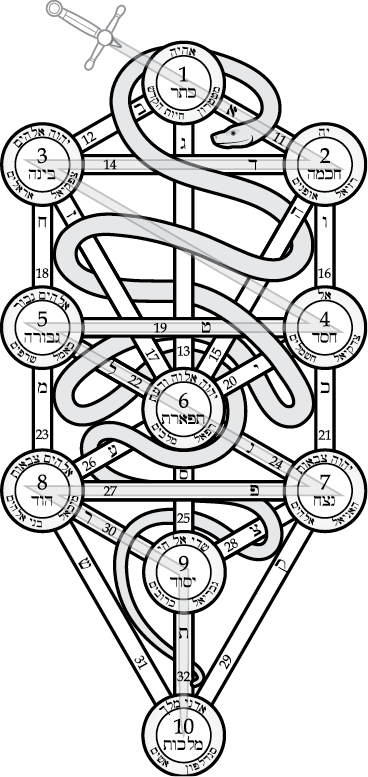 אהיה
1
כתר
מטטרון
חיות הקדש
א
11
12
יה
2
חכמה
רזיאל
אופנים
יהוה אלהים
3
בינה
צפקיאל
אראלים
ג
13
ד
14
ה
15
ו
16
ז
17
ח
18
אל
4
חסד
צדקיאל
חשמלים
אלהים גבור
5
גבורה
כמאל
שרפים
ט
19
י
20
כ
21
ל
22
מ
23
יהוה אלוה ודעת
6
תפארת
רפאל
מלכים
נ
24
ס
25
ע
26
יהוה צבאות
7
נצח
האניאל
אלהים
אלהים צבאות
8
הוד
מיכאל
בני אלהים
פ
27
צ
28
ק
29
ר
30
ש
31
שדי אל חי
9
יסוד
גבריאל
כרובים
ת
32
אדני מלך
10
מלכות
סנדלפון
אשים